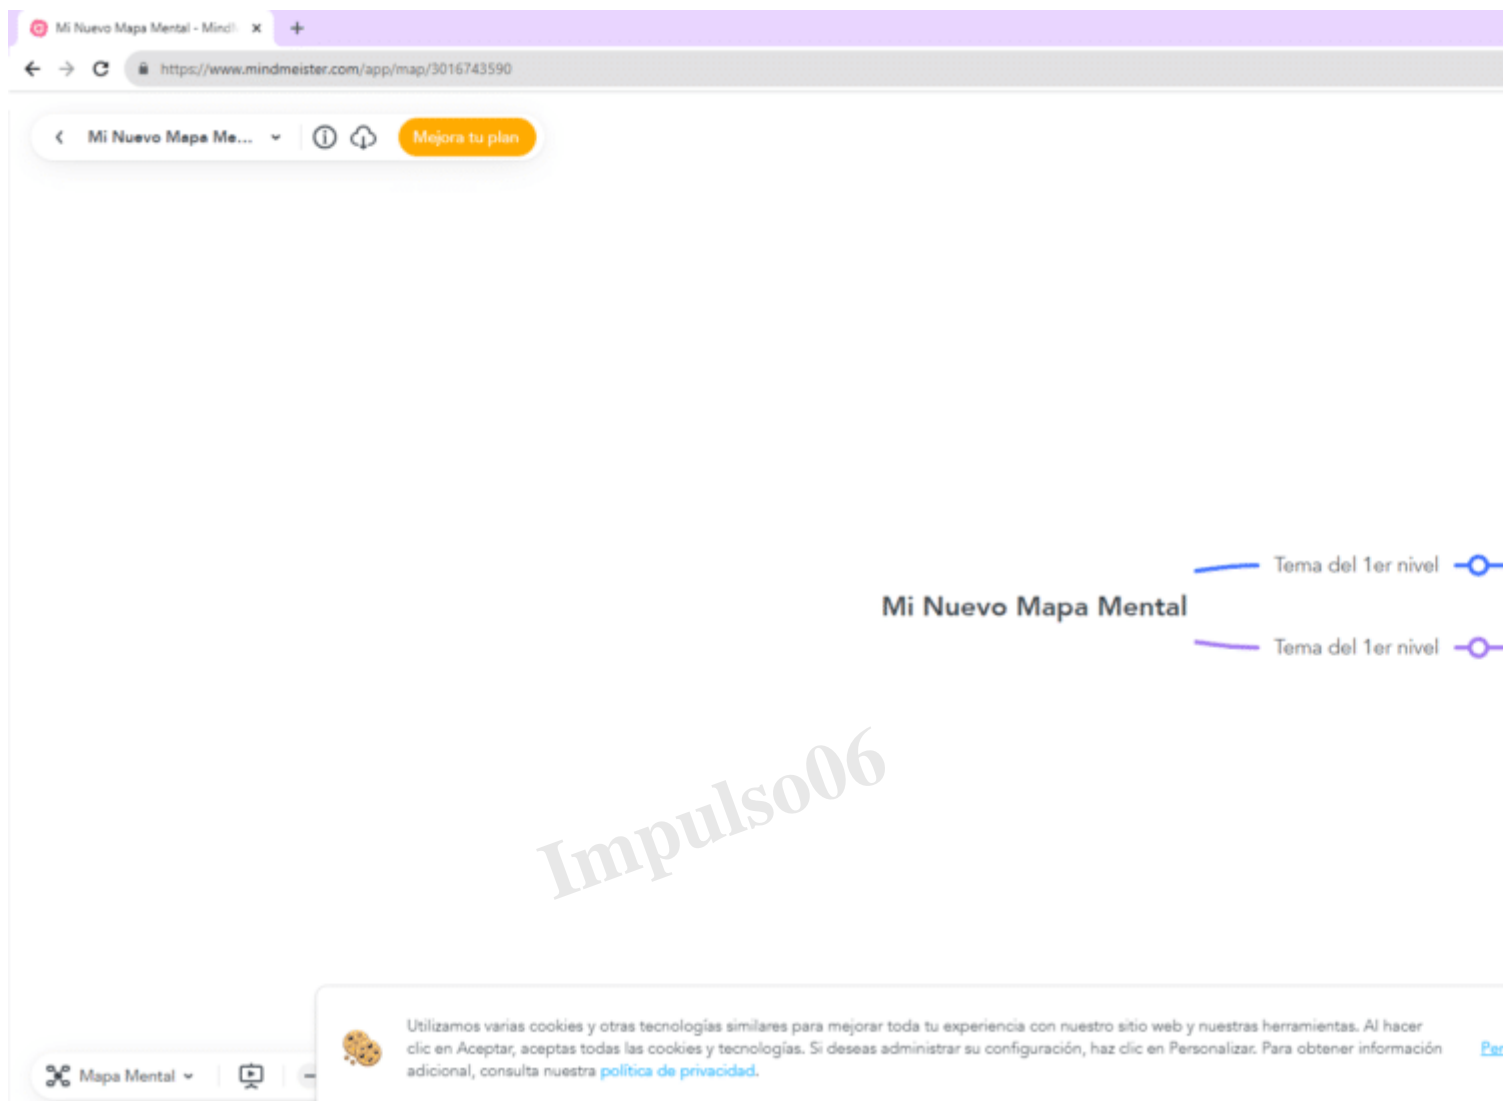 Mi Nuevo Mapa Mental - Mind
https://www.mindmeister.com/app/map/3016743590
Mi Nuevo Mapa Me... Mejora tu plan
Tema del 1er nivel
Mi Nuevo Mapa Mental
Tema del 1er nivel
Impulso06
Utilizamos varias cookies y otras tecnologías similares para mejorar toda tu experiencia con nuestro sitio web y nuestras herramientas. Al hacer
clic en Aceptar, aceptas todas las cookies y tecnologías. Si deseas administrar su configuración, haz clic en Personalizar. Para obtener información
adicional, consulta nuestra política de privacidad.
Per
Mapa Mental